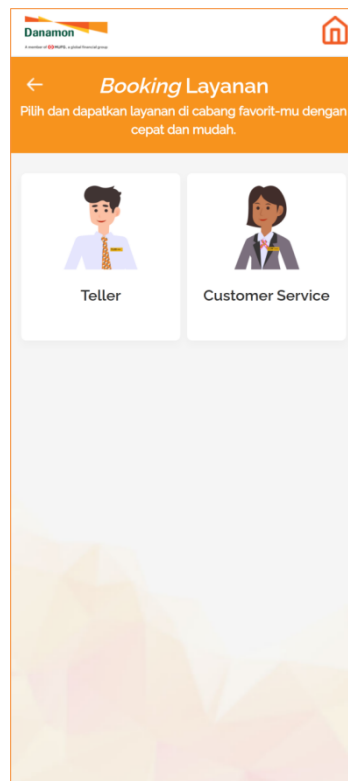 Danamon
A member of MUFG, a global financial group
Booking Layanan
Pilih dan dapatkan layanan di cabang favorit-mu dengan
cepat dan mudah.
Teller
Customer Service